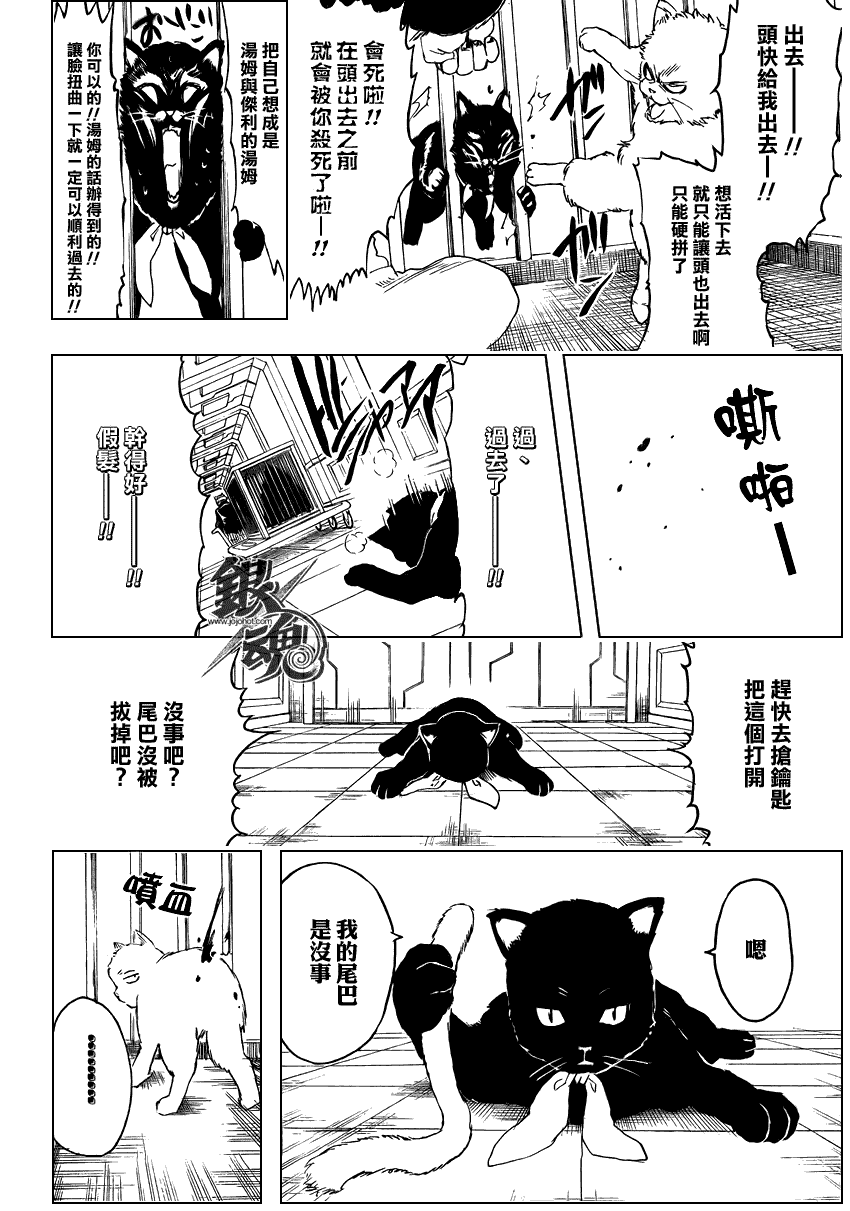 出去——!!
頭快給我出去—!!
想活下去
就只能讓頭也出去啊
只能硬拼了
會死啦!!
在頭出去之前
就會被你殺死了啦—!!
把自己想成是
湯姆與傑利的湯姆
你可以的!!湯姆的話辦得到的!!
讓臉扭曲一下就一定可以順利過去的!!
嘶啪—
過、
過去了——!!
幹得好——!!
假髮——!!
銀魂
www.jojohot.com
趕快去搶鑰匙
把這個打開
沒事吧?
尾巴沒被
拔掉吧?
嗯
我的尾巴
是沒事
噴血
…………